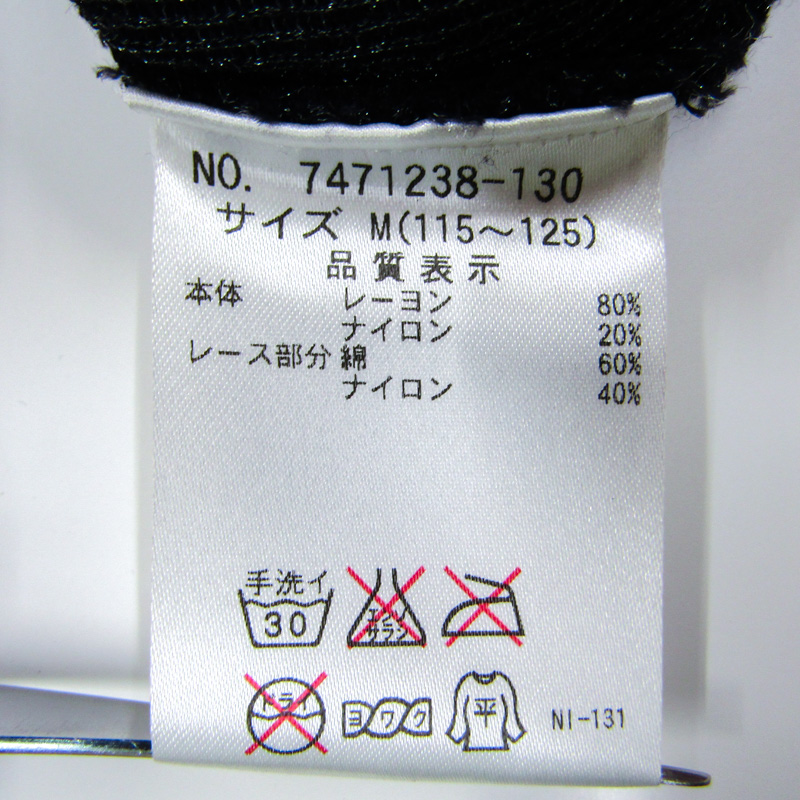 NO. 7471238-130
サイズ M(115〜125)
品質表示
本体 レーヨン 80%
ナイロン 20%
レース部分 綿 60%
ナイロン 40%
手洗イ
30
エンソ
サラシ
ドライ
ヨワク
平
NI-131